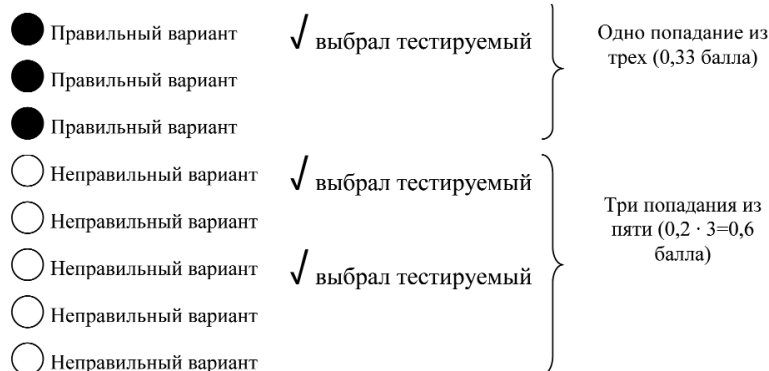 Правильный вариант √ выбрал тестируемый
Правильный вариант
Правильный вариант
Одно попадание из
трех (0,33 балла)
Неправильный вариант √ выбрал тестируемый
Неправильный вариант
Неправильный вариант √ выбрал тестируемый
Неправильный вариант
Неправильный вариант
Три попадания из
пяти (0,2 · 3=0,6
балла)